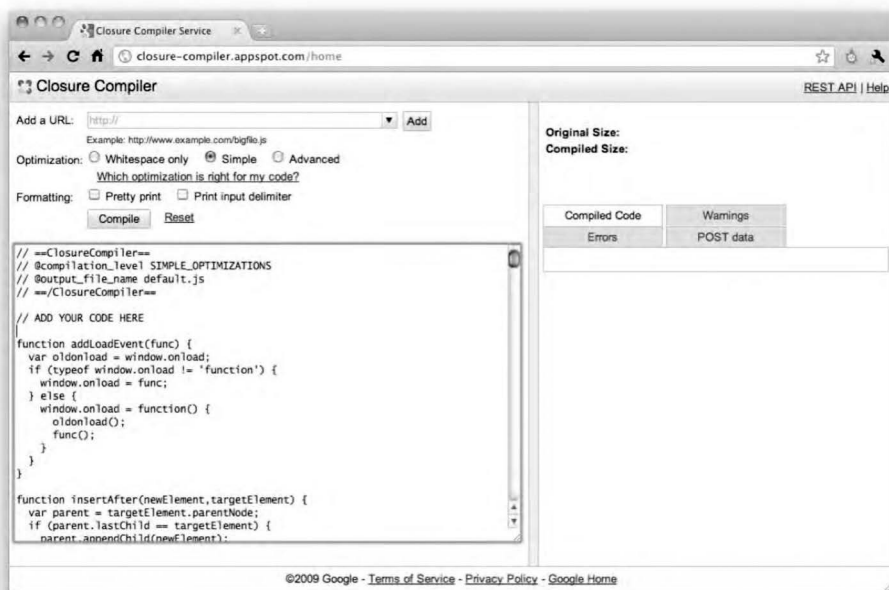 Closure Compiler Service
closure-compiler.appspot.com/home
Closure Compiler
REST API | Help
Add a URL: http:// Add
Example: http://www.example.com/bigfile.js
Optimization: Whitespace only Simple Advanced
Which optimization is right for my code?
Formatting: Pretty print Print input delimiter
Compile Reset
// ==ClosureCompiler==
// @compilation_level SIMPLE_OPTIMIZATIONS
// @output_file_name default.js
// ==/ClosureCompiler==
// ADD YOUR CODE HERE
function addLoadEvent(func) {
var oldonload = window.onload;
if (typeof window.onload != 'function') {
window.onload = func;
} else {
window.onload = function() {
oldonload();
func();
}
}
}
function insertAfter(newElement,targetElement) {
var parent = targetElement.parentNode;
if (parent.lastChild == targetElement) {
parent.appendChild(newElement);
Original Size:
Compiled Size:
Compiled Code Warnings
Errors POST data
©2009 Google - Terms of Service - Privacy Policy - Google Home